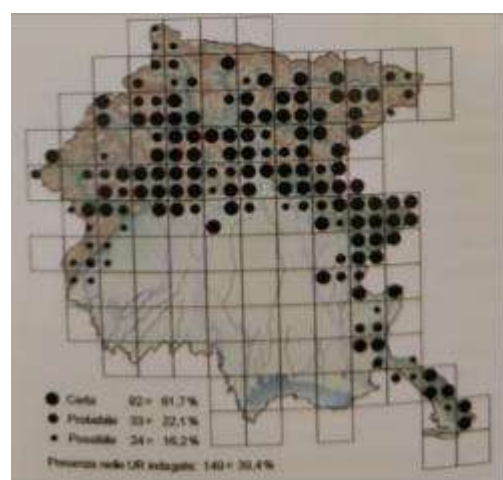 Certa 92= 61,7%
Probabile 33= 22,1%
Possibile 24= 16,2%
Presenza nelle UR indagate: 149= 39,4%